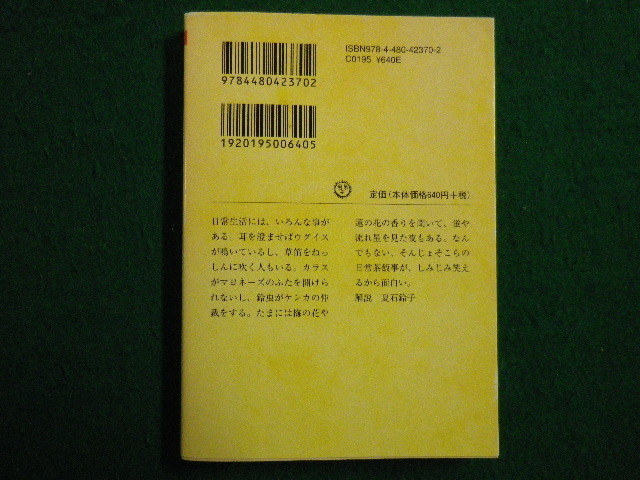 ISBN978-4-480-42370-2
C0195 ¥640E
9784480423702
1920195006405
定価(本体価格640円+税)
日常生活には、いろんな事が
ある。耳を澄ませばウグイス
が鳴いているし、草笛をねっ
しんに吹く人もいる。カラス
がマヨネーズのふたを開けら
れないし、鈴虫がケンカの仲
裁をする。たまには梅の花や
蓮の花の香りを聞いて、蛍や
流れ星を見た夜もある。なん
でもない、そんじょそこらの
日常茶飯事が、しみじみ笑え
るから面白い。
解説 夏石鈴子